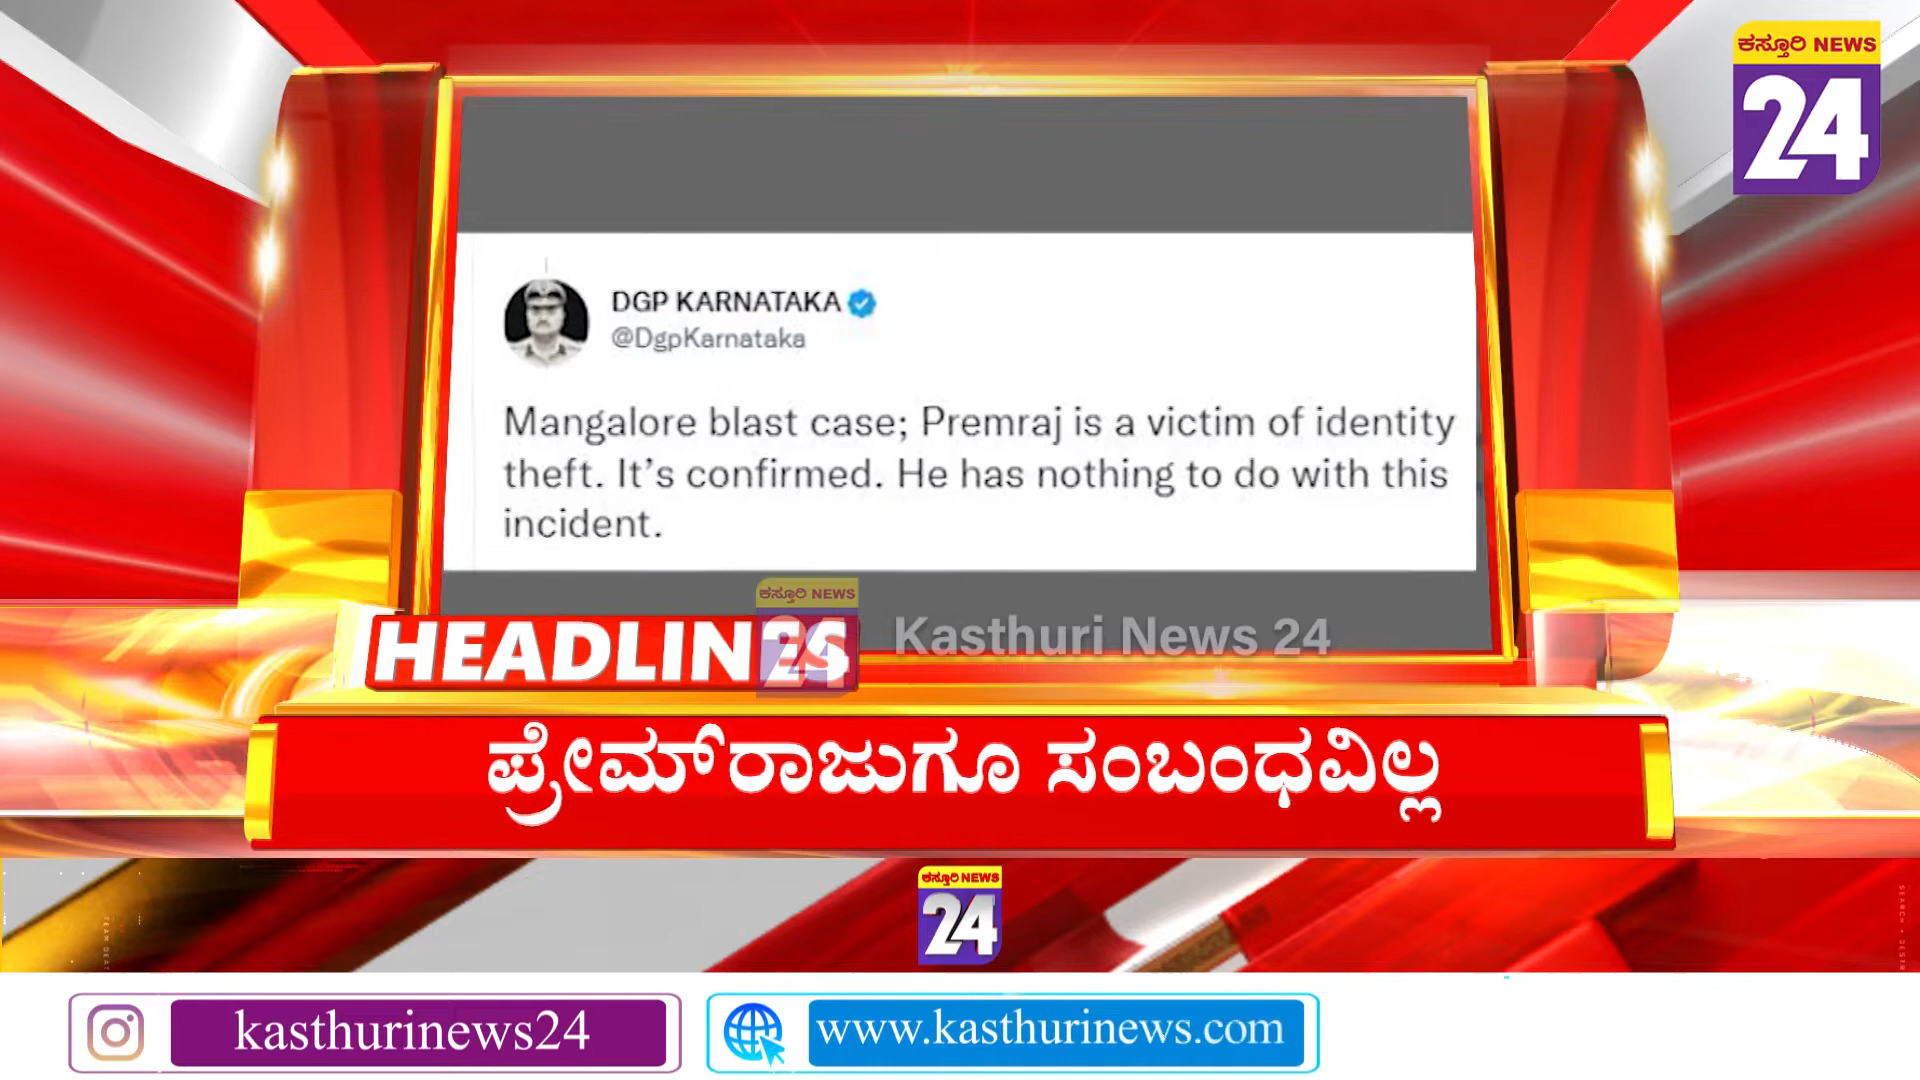 ಕಸ್ತೂರಿ NEWS
24
DGP KARNATAKA
@DgpKarnataka
Mangalore blast case; Premraj is a victim of identity
theft. It’s confirmed. He has nothing to do with this
incident.
ಕಸ್ತೂರಿ NEWS
24
HEADLIN
Kasthuri News 24
ಪ್ರೇಮ್‌ರಾಜುಗೂ ಸಂಬಂಧವಿಲ್ಲ
ಕಸ್ತೂರಿ NEWS
24
kasthurinews24
www.kasthurinews.com